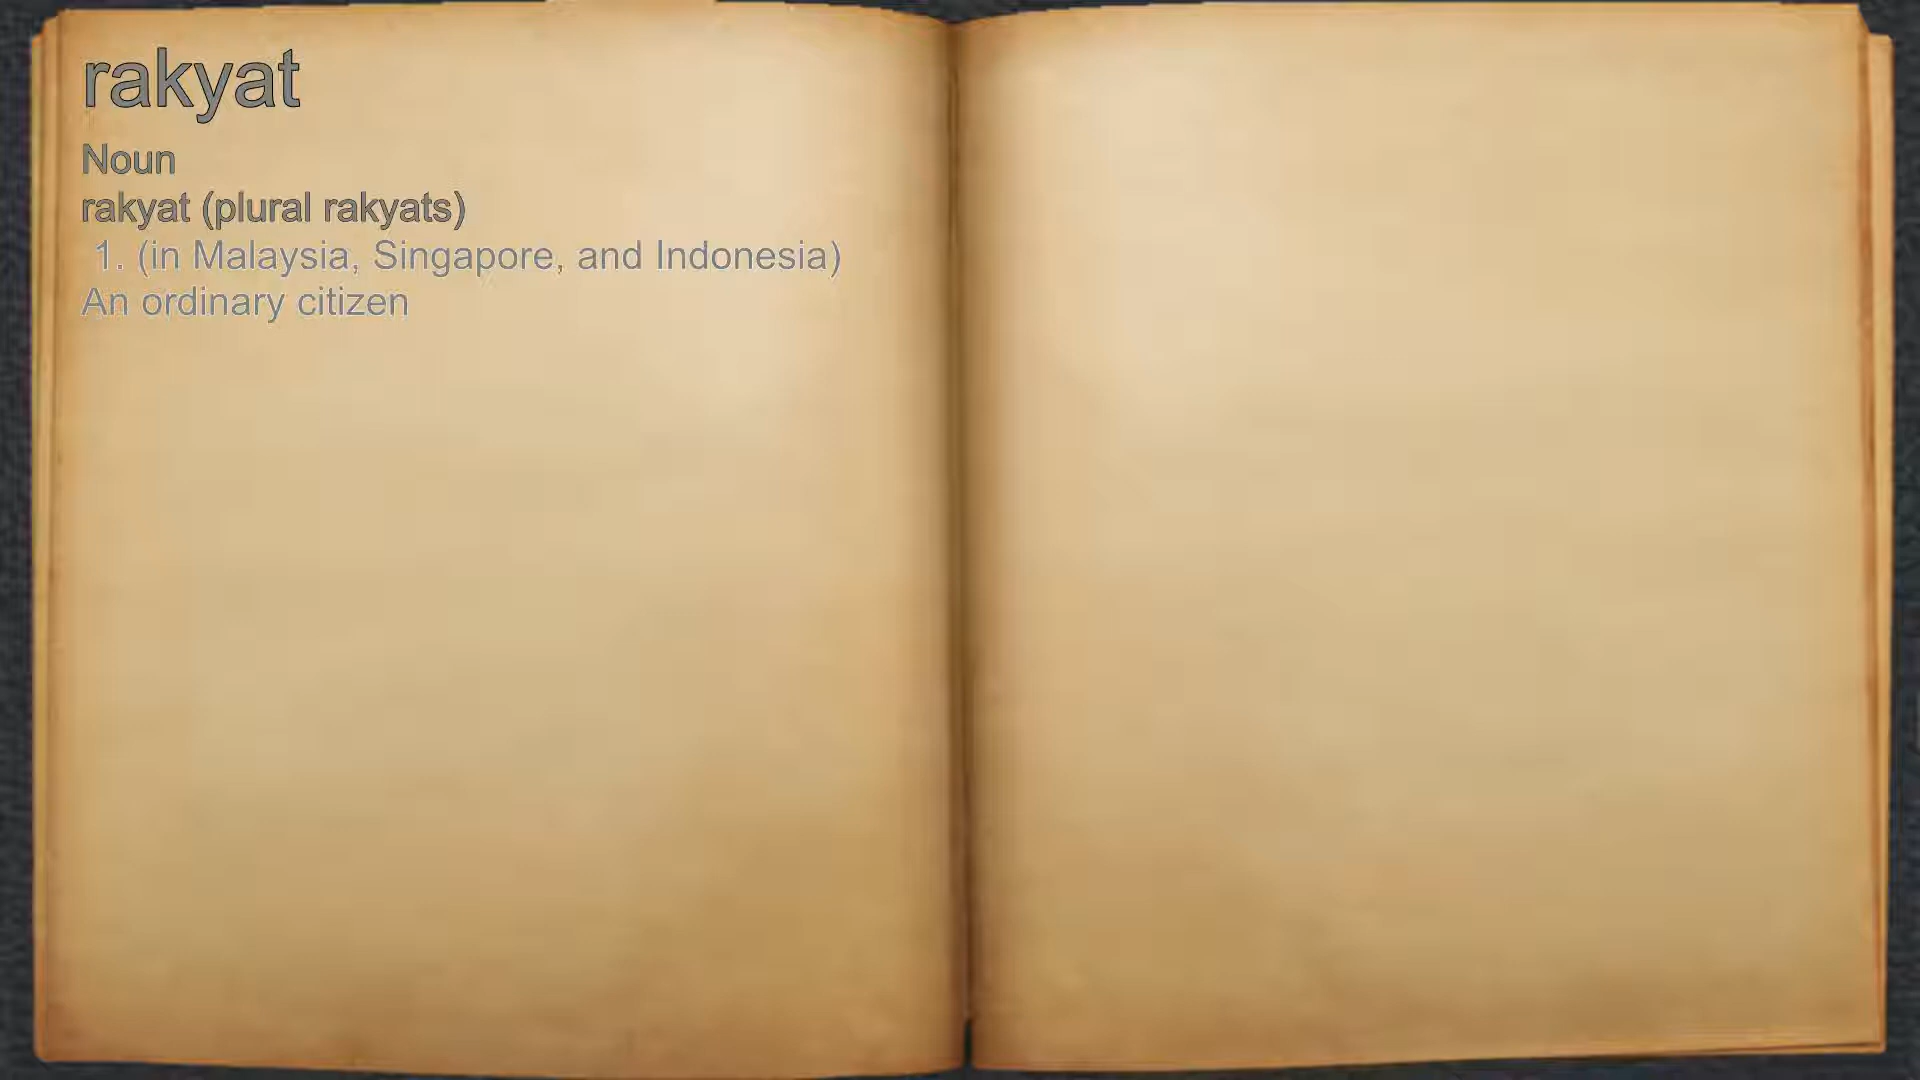 rakyat
Noun
rakyat (plural rakyats)
1. (in Malaysia, Singapore, and Indonesia)
An ordinary citizen